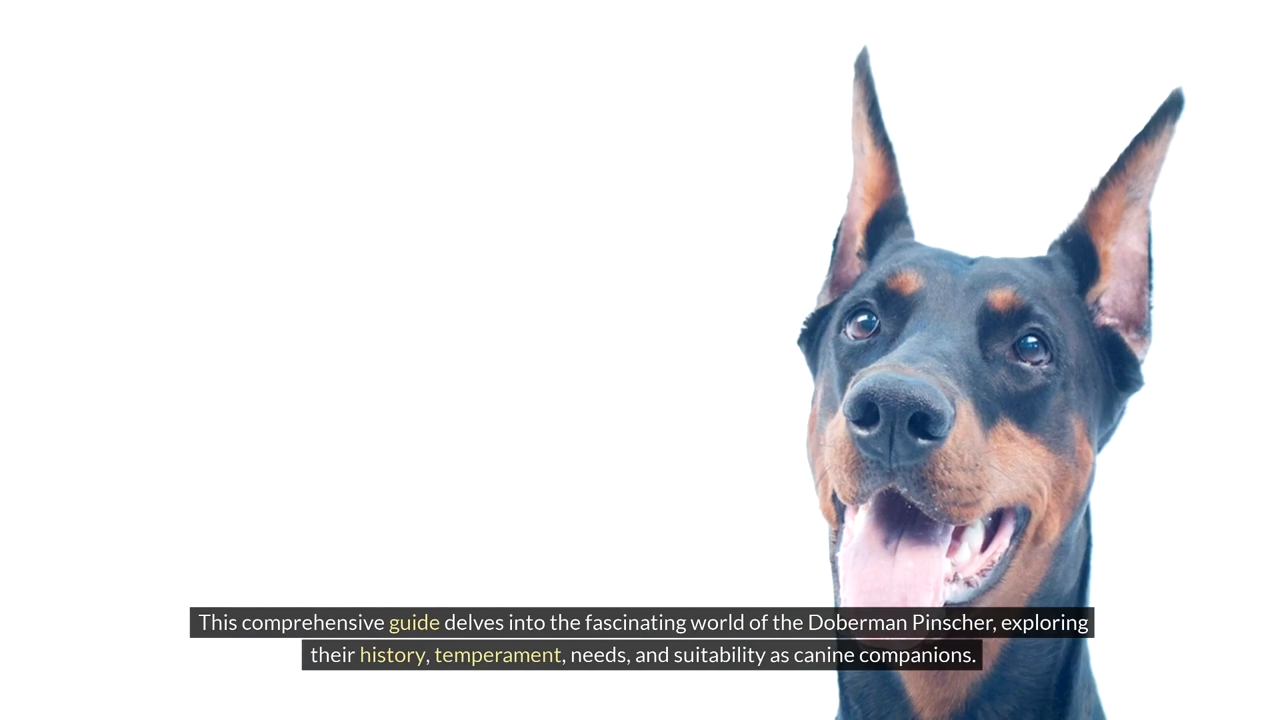 This comprehensive guide delves into the fascinating world of the Doberman Pinscher, exploring
their history, temperament, needs, and suitability as canine companions.